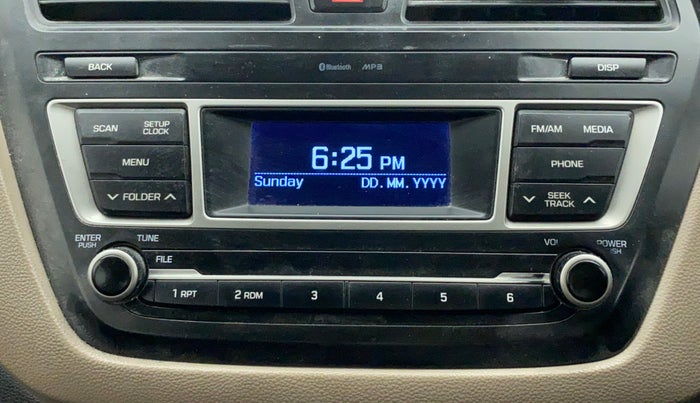 BACK
Bluetooth MP3
DISP
SCAN SETUP CLOCK
MENU
FOLDER
6:25 PM
Sunday DD.MM.YYYY
FM/AM MEDIA
PHONE
SEEK TRACK
ENTER PUSH
TUNE
FILE
VOL
POWER
1 RPT 2 RDM 3 4 5 6